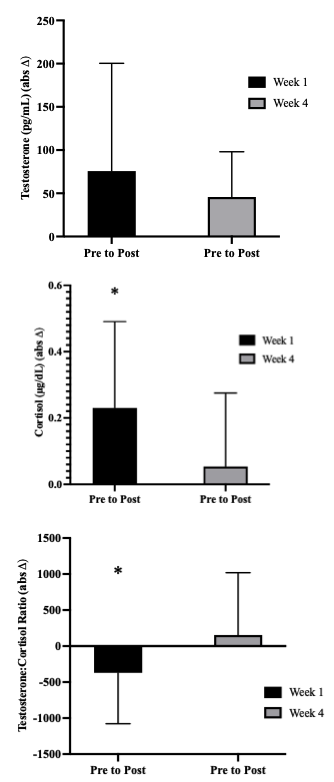 Testosterone (pg/mL) (abs Δ)
250
200
150
100
50
0
Week 1
Week 4
Pre to Post Pre to Post
Cortisol (μg/dL) (abs Δ)
0.6
0.4
0.2
0.0
*
Week 1
Week 4
Pre to Post Pre to Post
Testosterone:Cortisol Ratio (abs Δ)
1500
1000
500
0
-500
-1000
-1500
*
Week 1
Week 4
Pre to Post Pre to Post